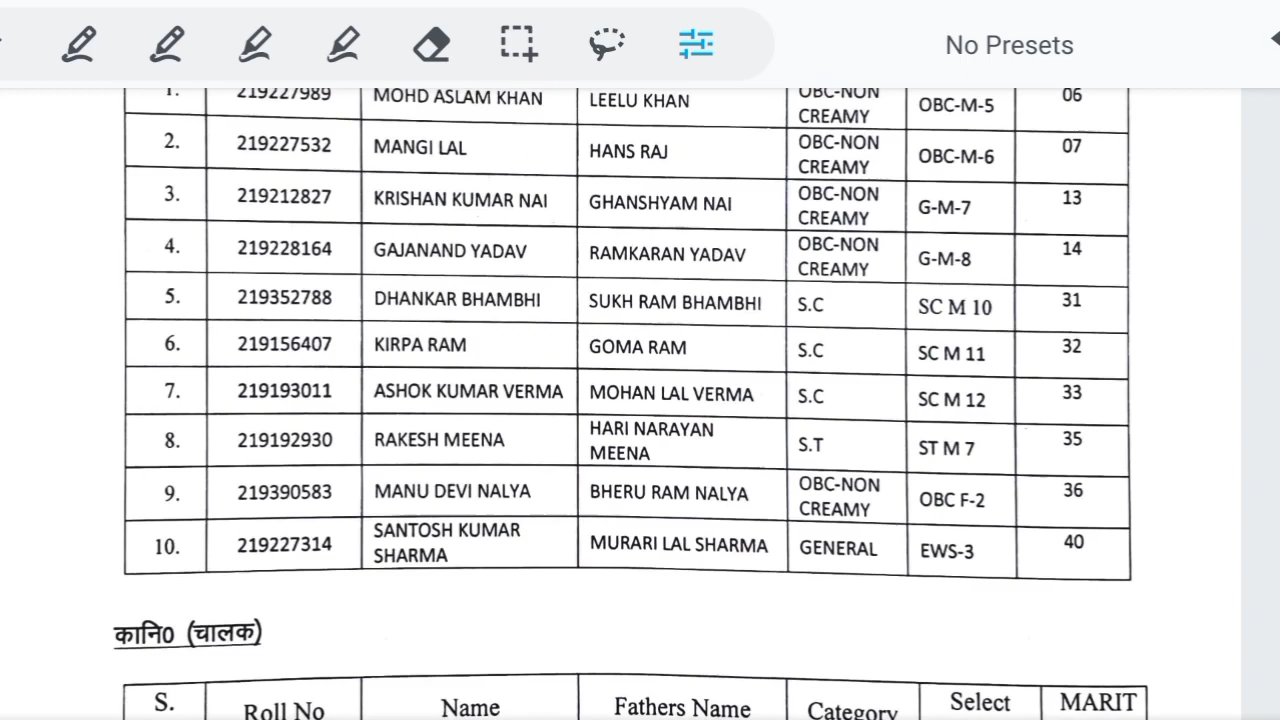 No Presets
1. 219227989 MOHD ASLAM KHAN LEELU KHAN OBC-NON CREAMY OBC-M-5 06
2. 219227532 MANGI LAL HANS RAJ OBC-NON CREAMY OBC-M-6 07
3. 219212827 KRISHAN KUMAR NAI GHANSHYAM NAI OBC-NON CREAMY G-M-7 13
4. 219228164 GAJANAND YADAV RAMKARAN YADAV OBC-NON CREAMY G-M-8 14
5. 219352788 DHANKAR BHAMBHI SUKH RAM BHAMBHI S.C SC M 10 31
6. 219156407 KIRPA RAM GOMA RAM S.C SC M 11 32
7. 219193011 ASHOK KUMAR VERMA MOHAN LAL VERMA S.C SC M 12 33
8. 219192930 RAKESH MEENA HARI NARAYAN MEENA S.T ST M 7 35
9. 219390583 MANU DEVI NALYA BHERU RAM NALYA OBC-NON CREAMY OBC F-2 36
10. 219227314 SANTOSH KUMAR SHARMA MURARI LAL SHARMA GENERAL EWS-3 40
कानि0 (चालक)
S. Roll No Name Fathers Name Category Select MARIT